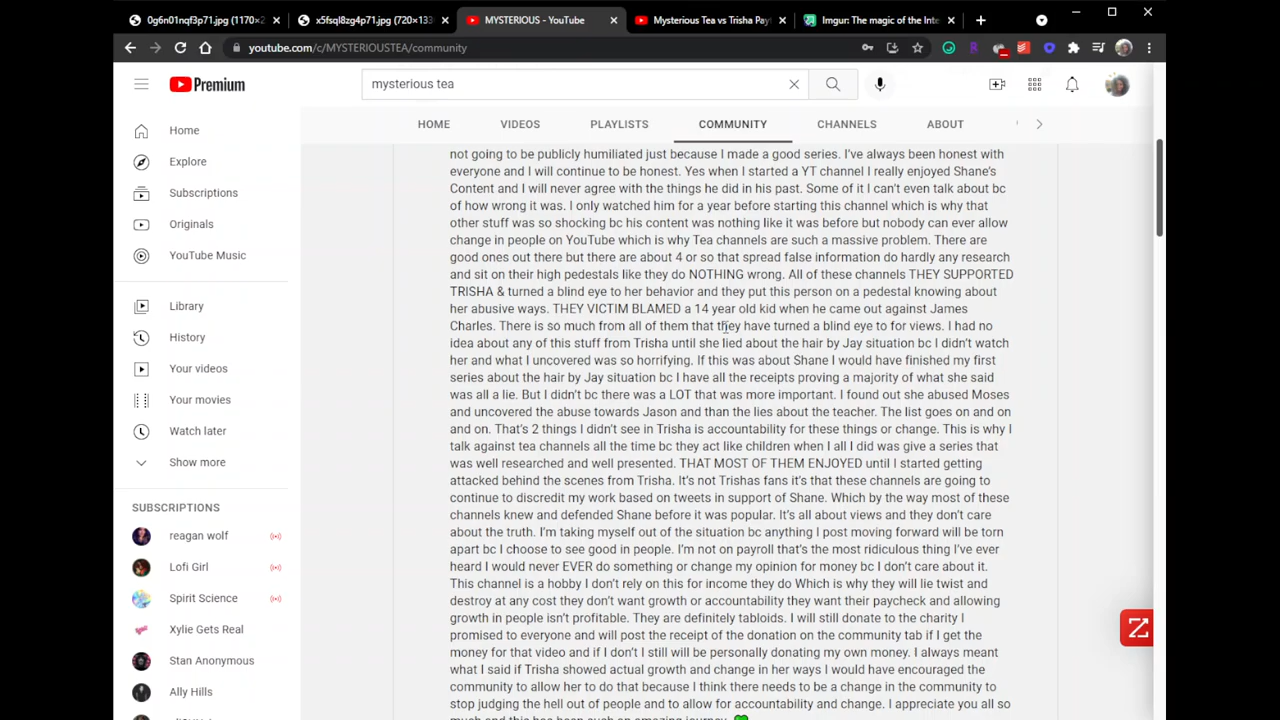 0g6n01nqf3p71.jpg (1170×2
x5fsql8zg4p71.jpg (720×133
MYSTERIOUS - YouTube
Mysterious Tea vs Trisha Pay
Imgur: The magic of the Inte
youtube.com/c/MYSTERIOUSTEA/community
Premium
mysterious tea
HOME
VIDEOS
PLAYLISTS
COMMUNITY
CHANNELS
ABOUT
Home
Explore
Subscriptions
Originals
YouTube Music
Library
History
Your videos
Your movies
Watch later
Show more
SUBSCRIPTIONS
reagan wolf
Lofi Girl
Spirit Science
Xylie Gets Real
Stan Anonymous
Ally Hills
not going to be publicly humiliated just because I made a good series. I've always been honest with
everyone and I will continue to be honest. Yes when I started a YT channel I really enjoyed Shane's
Content and I will never agree with the things he did in his past. Some of it I can't even talk about bc
of how wrong it was. I only watched him for a year before starting this channel which is why that
other stuff was so shocking bc his content was nothing like it was before but nobody can ever allow
change in people on YouTube which is why Tea channels are such a massive problem. There are
good ones out there but there are about 4 or so that spread false information do hardly any research
and sit on their high pedestals like they do NOTHING wrong. All of these channels THEY SUPPORTED
TRISHA & turned a blind eye to her behavior and they put this person on a pedestal knowing about
her abusive ways. THEY VICTIM BLAMED a 14 year old kid when he came out against James
Charles. There is so much from all of them that they have turned a blind eye to for views. I had no
idea about any of this stuff from Trisha until she lied about the hair by Jay situation bc I didn't watch
her and what I uncovered was so horrifying. If this was about Shane I would have finished my first
series about the hair by Jay situation bc I have all the receipts proving a majority of what she said
was all a lie. But I didn't bc there was a LOT that was more important. I found out she abused Moses
and uncovered the abuse towards Jason and than the lies about the teacher. The list goes on and on
and on. That's 2 things I didn't see in Trisha is accountability for these things or change. This is why I
talk against tea channels all the time bc they act like children when I all I did was give a series that
was well researched and well presented. THAT MOST OF THEM ENJOYED until I started getting
attacked behind the scenes from Trisha. It's not Trishas fans it's that these channels are going to
continue to discredit my work based on tweets in support of Shane. Which by the way most of these
channels knew and defended Shane before it was popular. It's all about views and they don't care
about the truth. I'm taking myself out of the situation bc anything I post moving forward will be torn
apart bc I choose to see good in people. I'm not on payroll that's the most ridiculous thing I've ever
heard I would never EVER do something or change my opinion for money bc I don't care about it.
This channel is a hobby I don't rely on this for income they do Which is why they will lie twist and
destroy at any cost they don't want growth or accountability they want their paycheck and allowing
growth in people isn't profitable. They are definitely tabloids. I will still donate to the charity I
promised to everyone and will post the receipt of the donation on the community tab if I get the
money for that video and if I don't I still will be personally donating my own money. I always meant
what I said if Trisha showed actual growth and change in her ways I would have encouraged the
community to allow her to do that because I think there needs to be a change in the community to
stop judging the hell out of people and to allow for accountability and change. I appreciate you all so
much and this has been such an amazing journey.